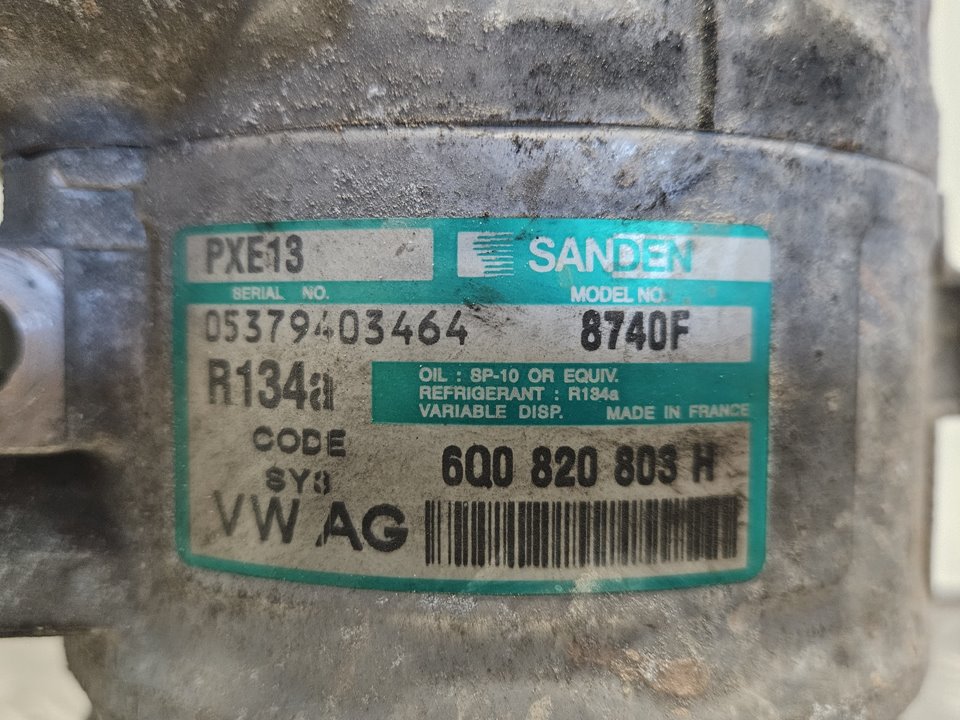 PXE13 SANDEN
SERIAL NO. MODEL NO.
05379403464 8740F
R134a
OIL : SP-10 OR EQUIV.
REFRIGERANT : R134a
VARIABLE DISP. MADE IN FRANCE
CODE
6Q0 820 803 H
VW AG